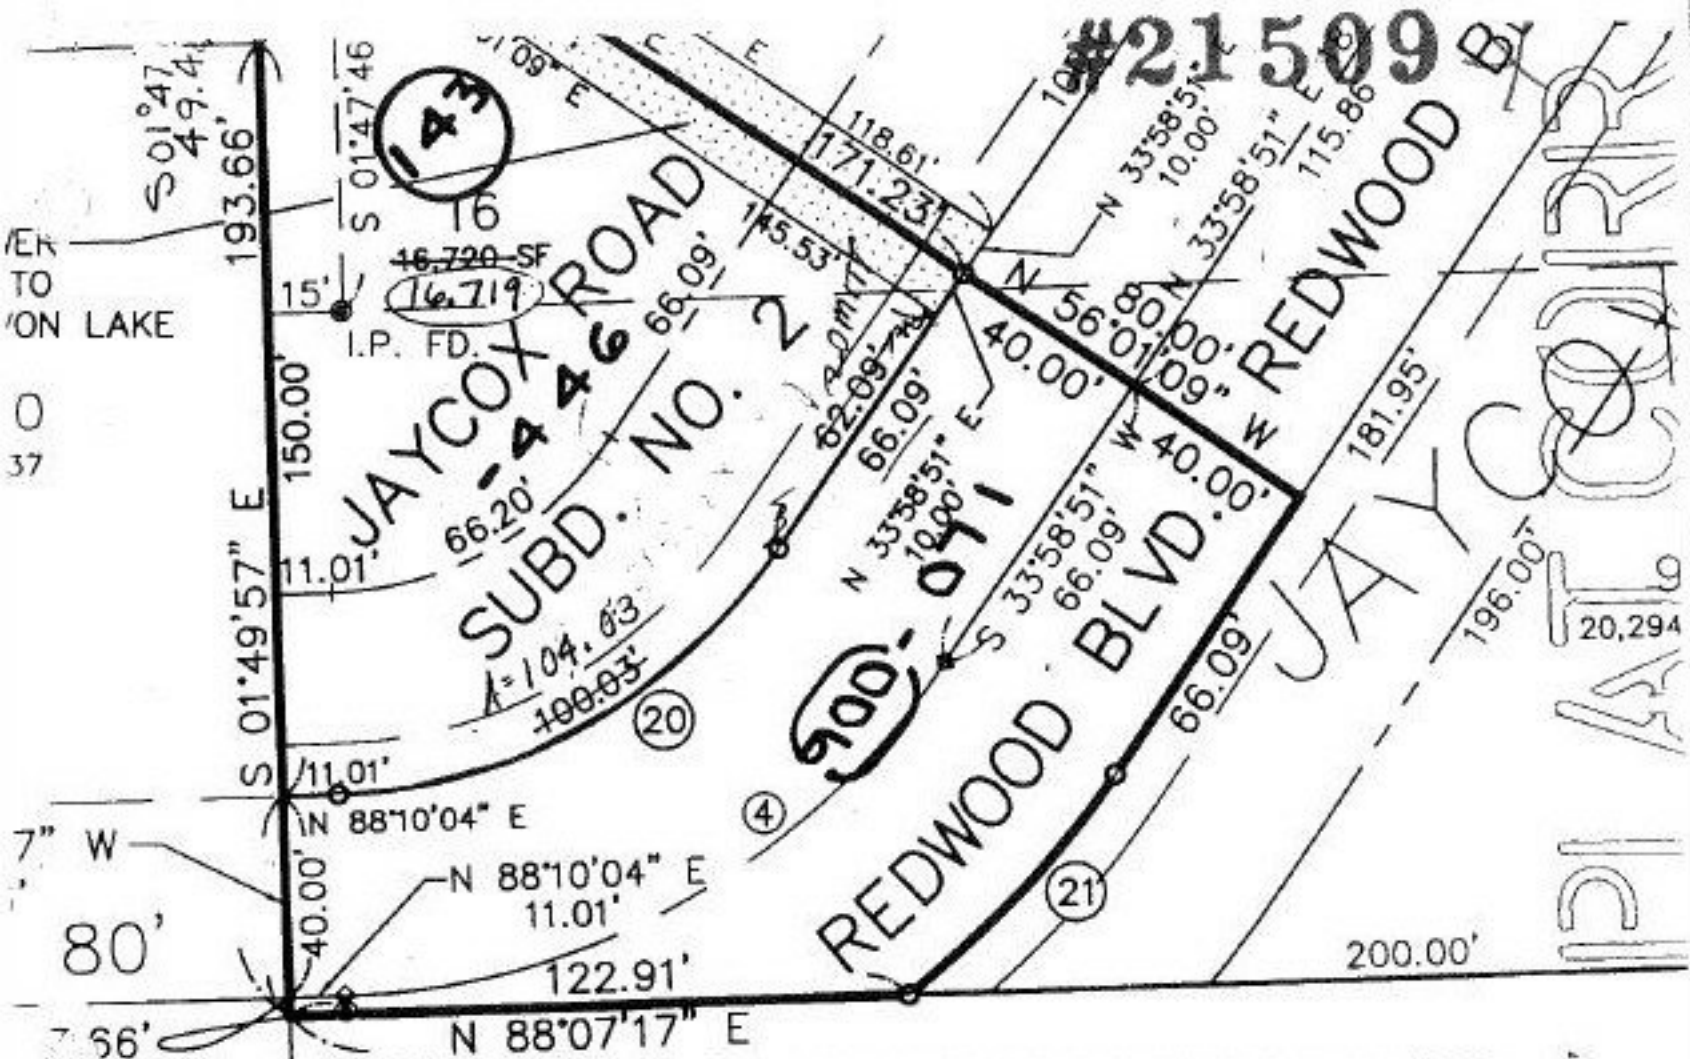 #21509
S 01°47
49.4
S 01°47'46
193.66'
143
16
16,720 SF
16,719
15'
I.P. FD.
TO
ON LAKE
0
37
09" E
E
118.61'
171.23'
145.53'
N 33°58'51"
10.00'
N 33°58'51" E
115.86
REDWOOD B
JAYCOX ROAD
-446
SUBD. NO. 2
66.09'
66.20'
62.09'
66.09'
N 33°58'51" E
10.00'
N 56°01'09" W
80.00'
40.00'
40.00'
181.95'
150.00'
S 01°49'57" E
11.01'
A=104.03
100.03'
20
900-091
S 33°58'51" W
66.09'
REDWOOD BLVD.
66.09'
JAYCO
196.00'
20,294
11.01'
N 88°10'04" E
4
7" W
40.00'
N 88°10'04" E
11.01'
21
80'
122.91'
200.00'
66'
N 88°07'17" E